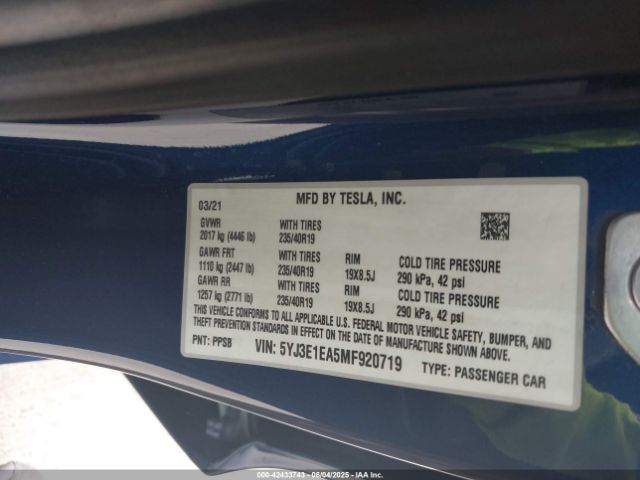 03/21 MFD BY TESLA, INC.
GVWR WITH TIRES
2017 kg (4446 lb) 235/40R19
GAWR FRT WITH TIRES RIM COLD TIRE PRESSURE
1110 kg (2447 lb) 235/40R19 19X8.5J 290 kPa, 42 psi
GAWR RR WITH TIRES RIM COLD TIRE PRESSURE
1257 kg (2771 lb) 235/40R19 19X8.5J 290 kPa, 42 psi
THIS VEHICLE CONFORMS TO ALL APPLICABLE U.S. FEDERAL MOTOR VEHICLE SAFETY, BUMPER, AND
THEFT PREVENTION STANDARDS IN EFFECT ON THE DATE OF MANUFACTURE SHOWN ABOVE.
PNT: PPSB VIN: 5YJ3E1EA5MF920719 TYPE: PASSENGER CAR
00-42433743 - 06/04/2025 - IAA Inc.